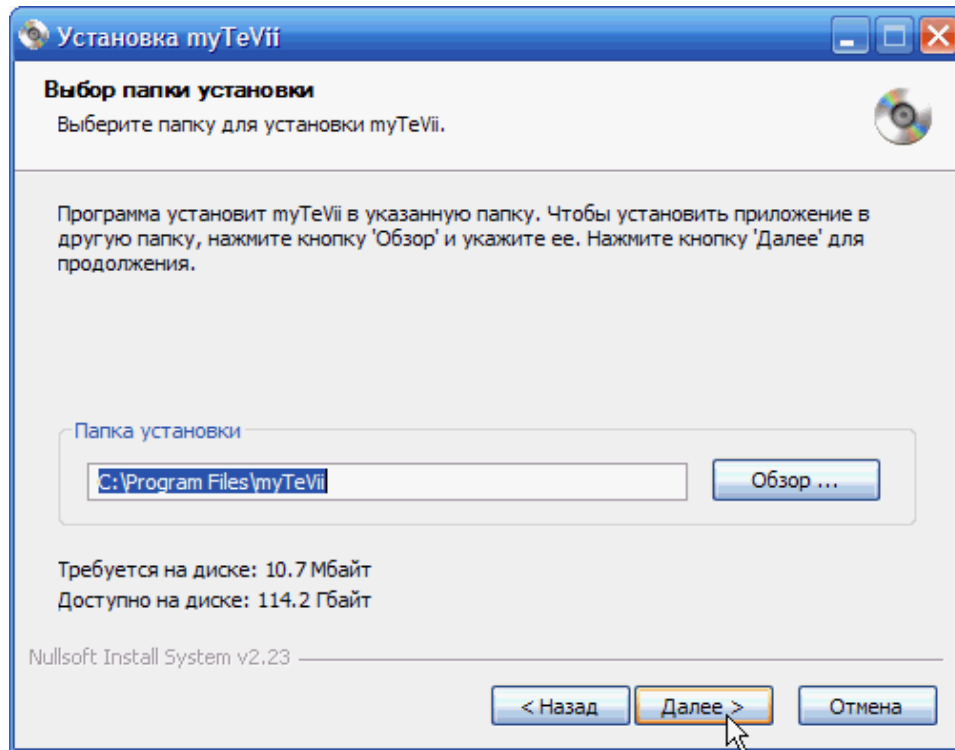 Установка myTeVii
Выбор папки установки
Выберите папку для установки myTeVii.
Программа установит myTeVii в указанную папку. Чтобы установить приложение в
другую папку, нажмите кнопку 'Обзор' и укажите ее. Нажмите кнопку 'Далее' для
продолжения.
Папка установки
C:\Program Files\myTeVii
Обзор ...
Требуется на диске: 10.7 Мбайт
Доступно на диске: 114.2 Гбайт
Nullsoft Install System v2.23
< Назад
Далее >
Отмена